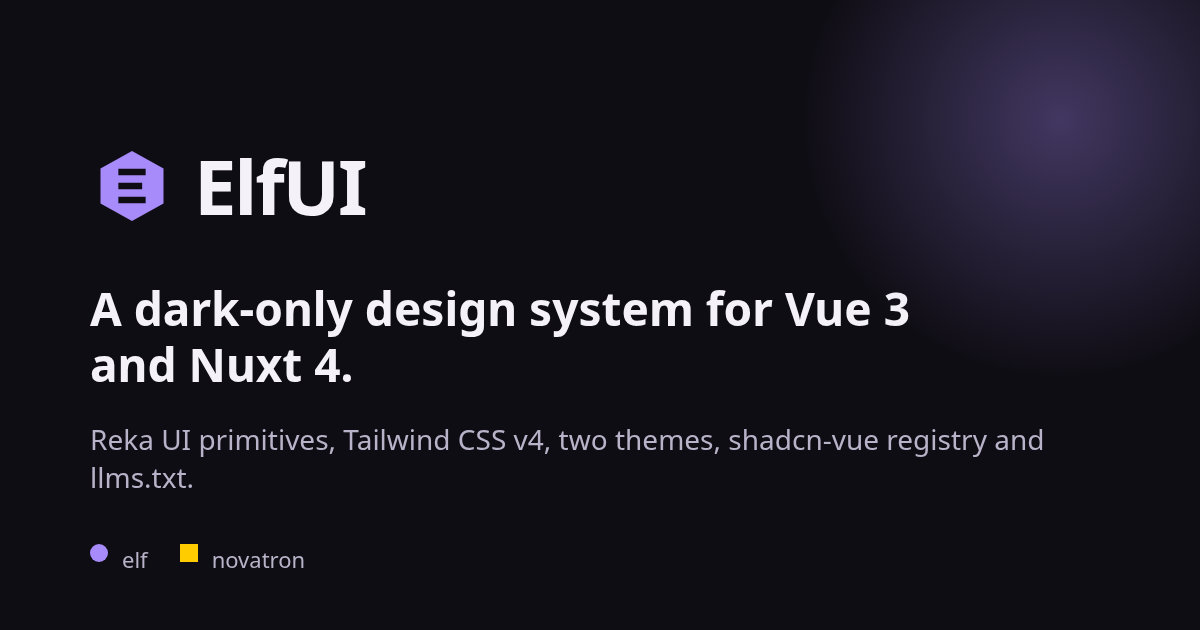 ElfUI
A dark-only design system for Vue 3
and Nuxt 4.
Reka UI primitives, Tailwind CSS v4, two themes, shadcn-vue registry and
llms.txt.
elf novatron